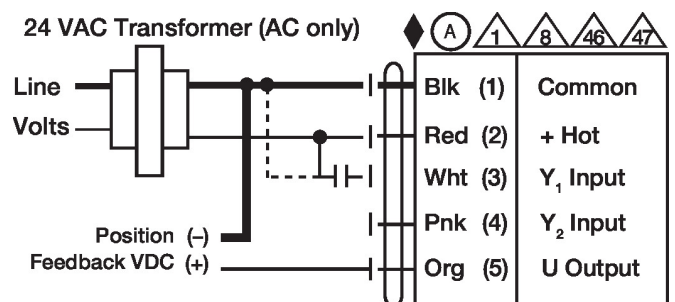 24 VAC Transformer (AC only)
A 1 8 46 47
Line
Volts
Blk (1) Common
Red (2) + Hot
Wht (3) Y1 Input
Pnk (4) Y2 Input
Org (5) U Output
Position (–)
Feedback VDC (+)